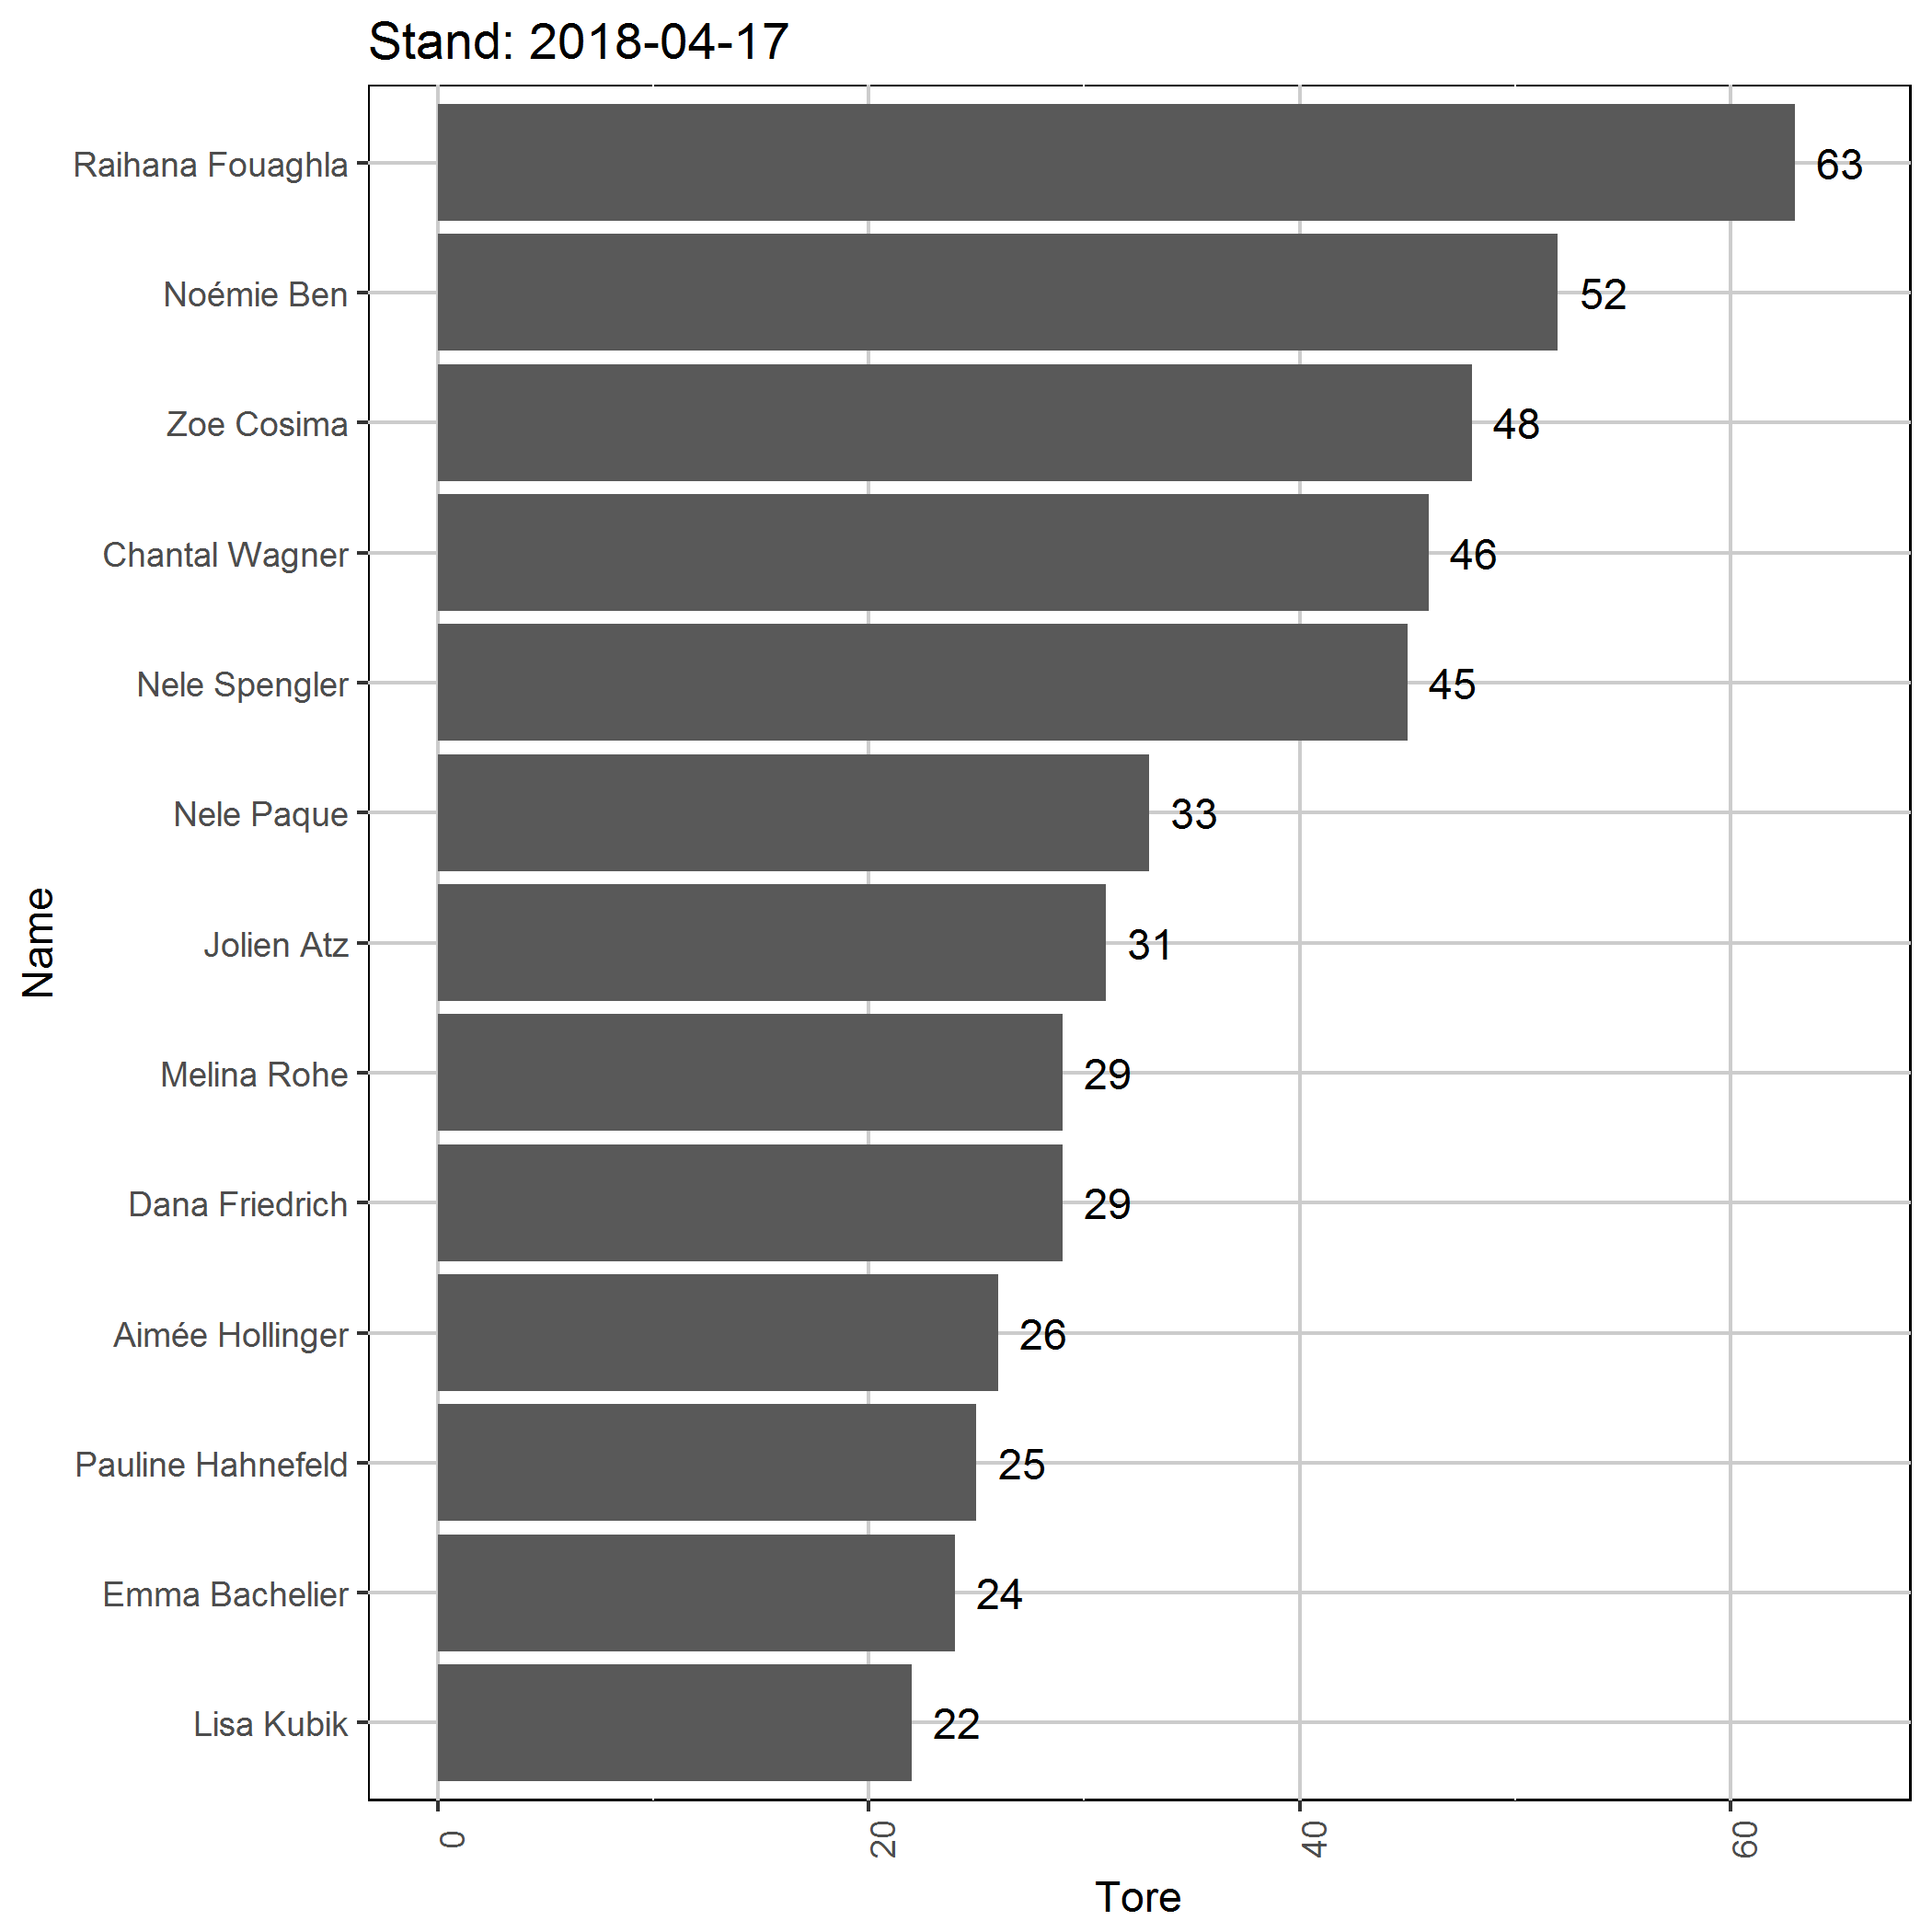 Stand: 2018-04-17
Raihana Fouaghla 63
Noémie Ben 52
Zoe Cosima 48
Chantal Wagner 46
Nele Spengler 45
Nele Paque 33
Jolien Atz 31
Melina Rohe 29
Dana Friedrich 29
Aimée Hollinger 26
Pauline Hahnefeld 25
Emma Bachelier 24
Lisa Kubik 22
Name
0 20 40 60
Tore